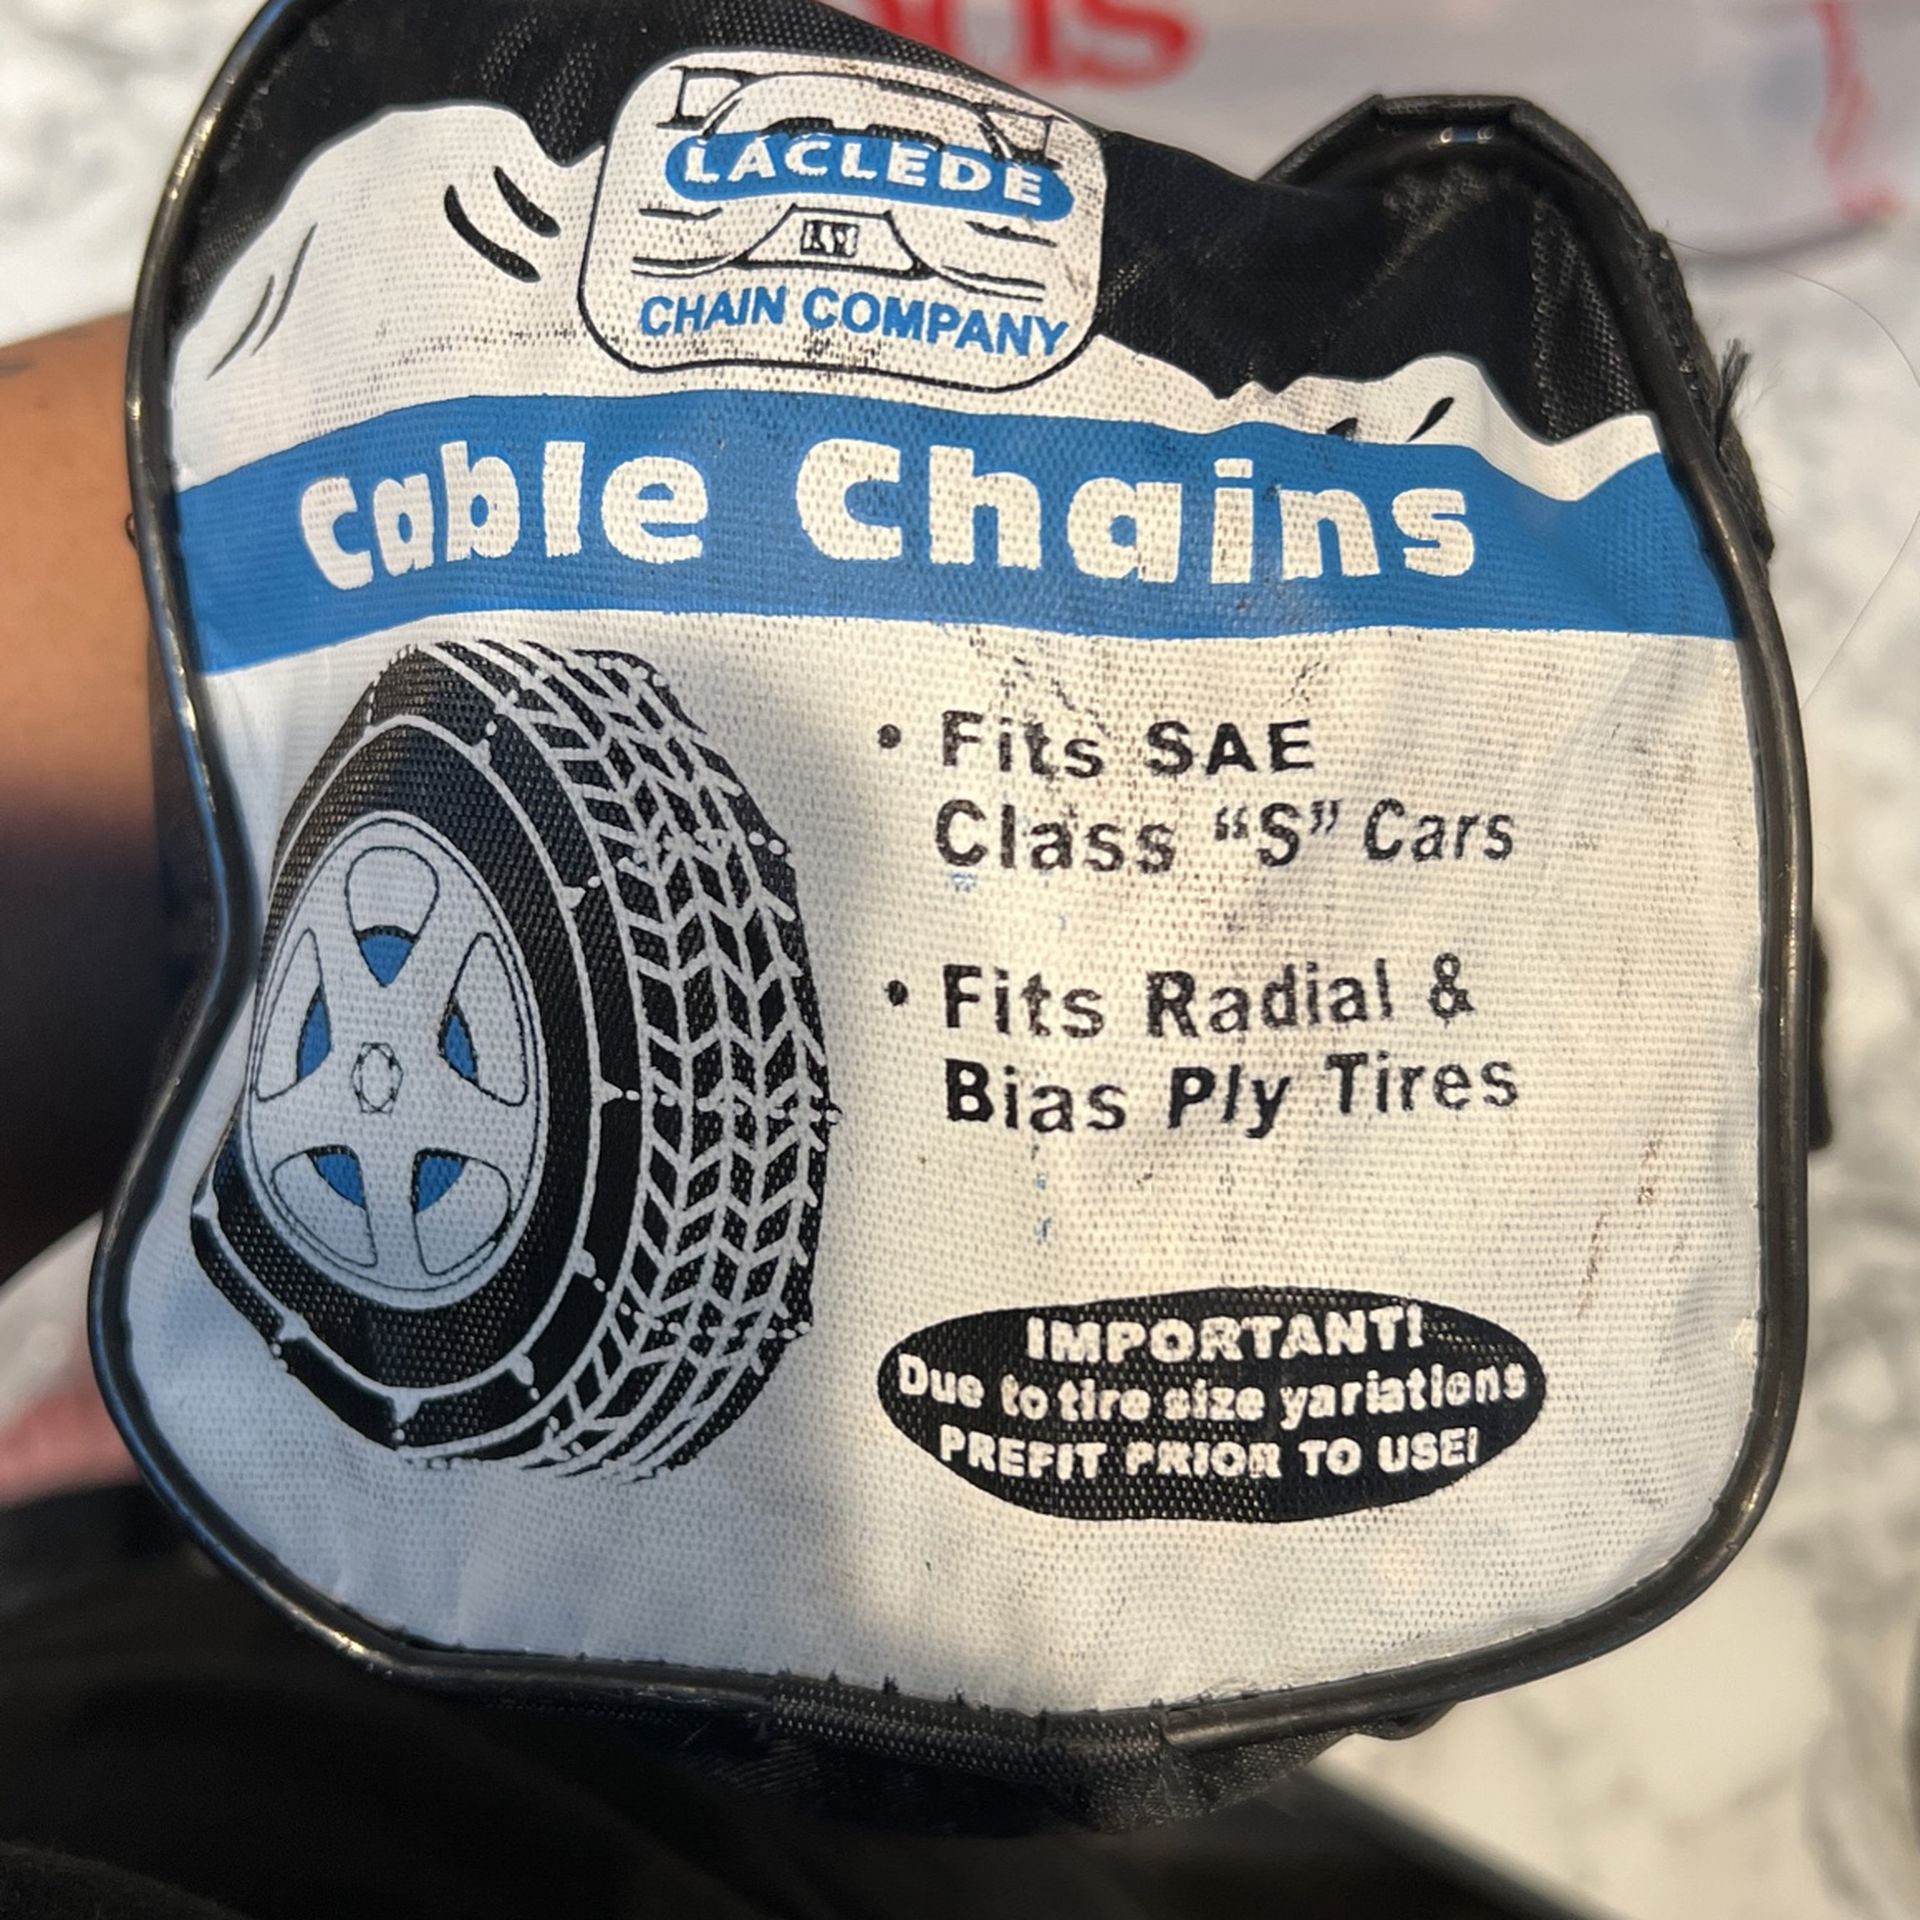 LACLEDE
CHAIN COMPANY
Cable Chains
• Fits SAE
Class “S” Cars
• Fits Radial &
Bias Ply Tires
IMPORTANT!
Due to tire size variations
PREFIT PRIOR TO USE!